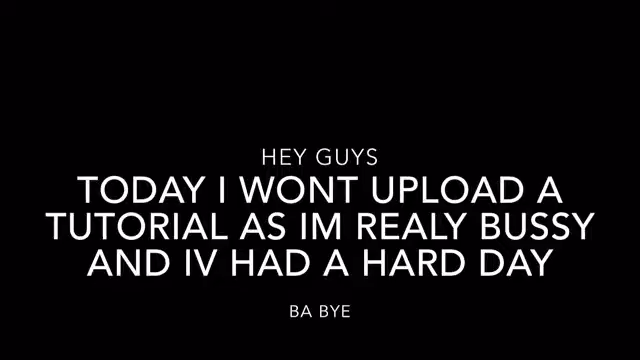 HEY GUYS
TODAY I WONT UPLOAD A
TUTORIAL AS IM REALY BUSSY
AND IV HAD A HARD DAY
BA BYE